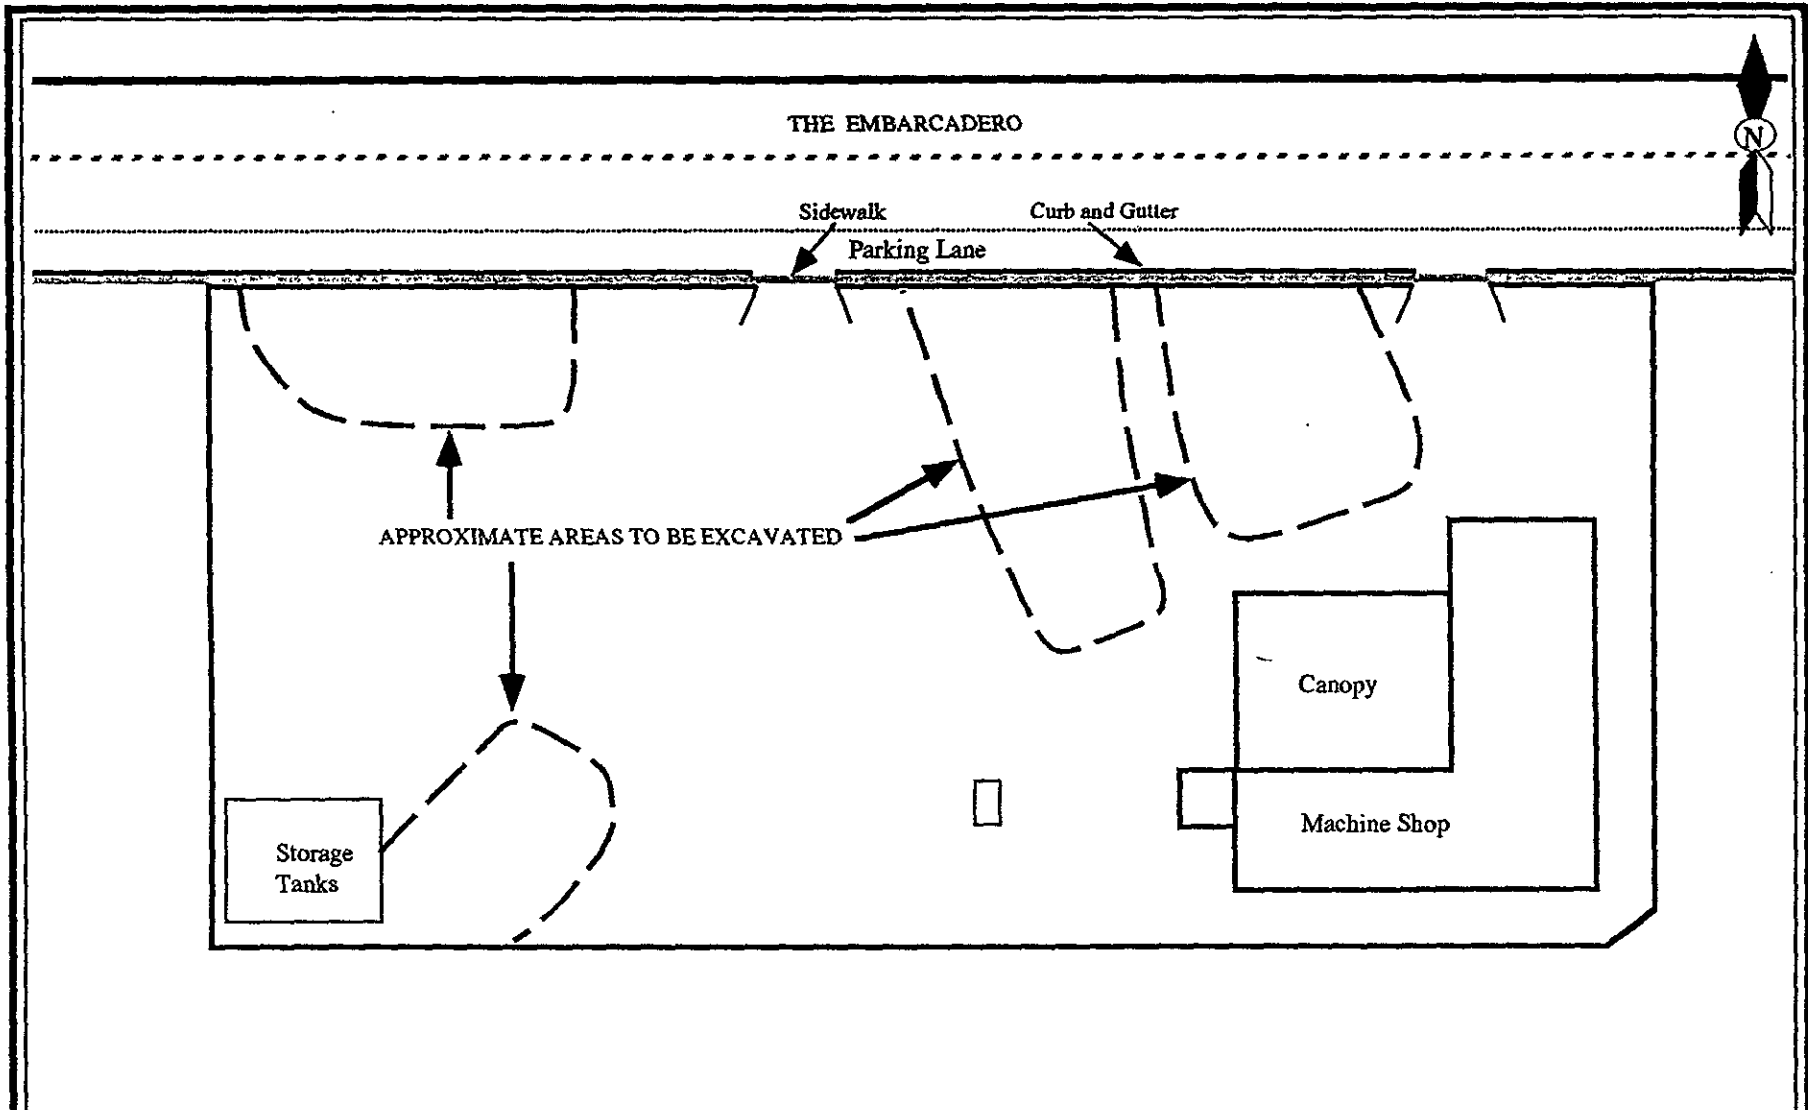 THE EMBARCADERO
N
Sidewalk
Curb and Gutter
Parking Lane
APPROXIMATE AREAS TO BE EXCAVATED
Canopy
Machine Shop
Storage
Tanks